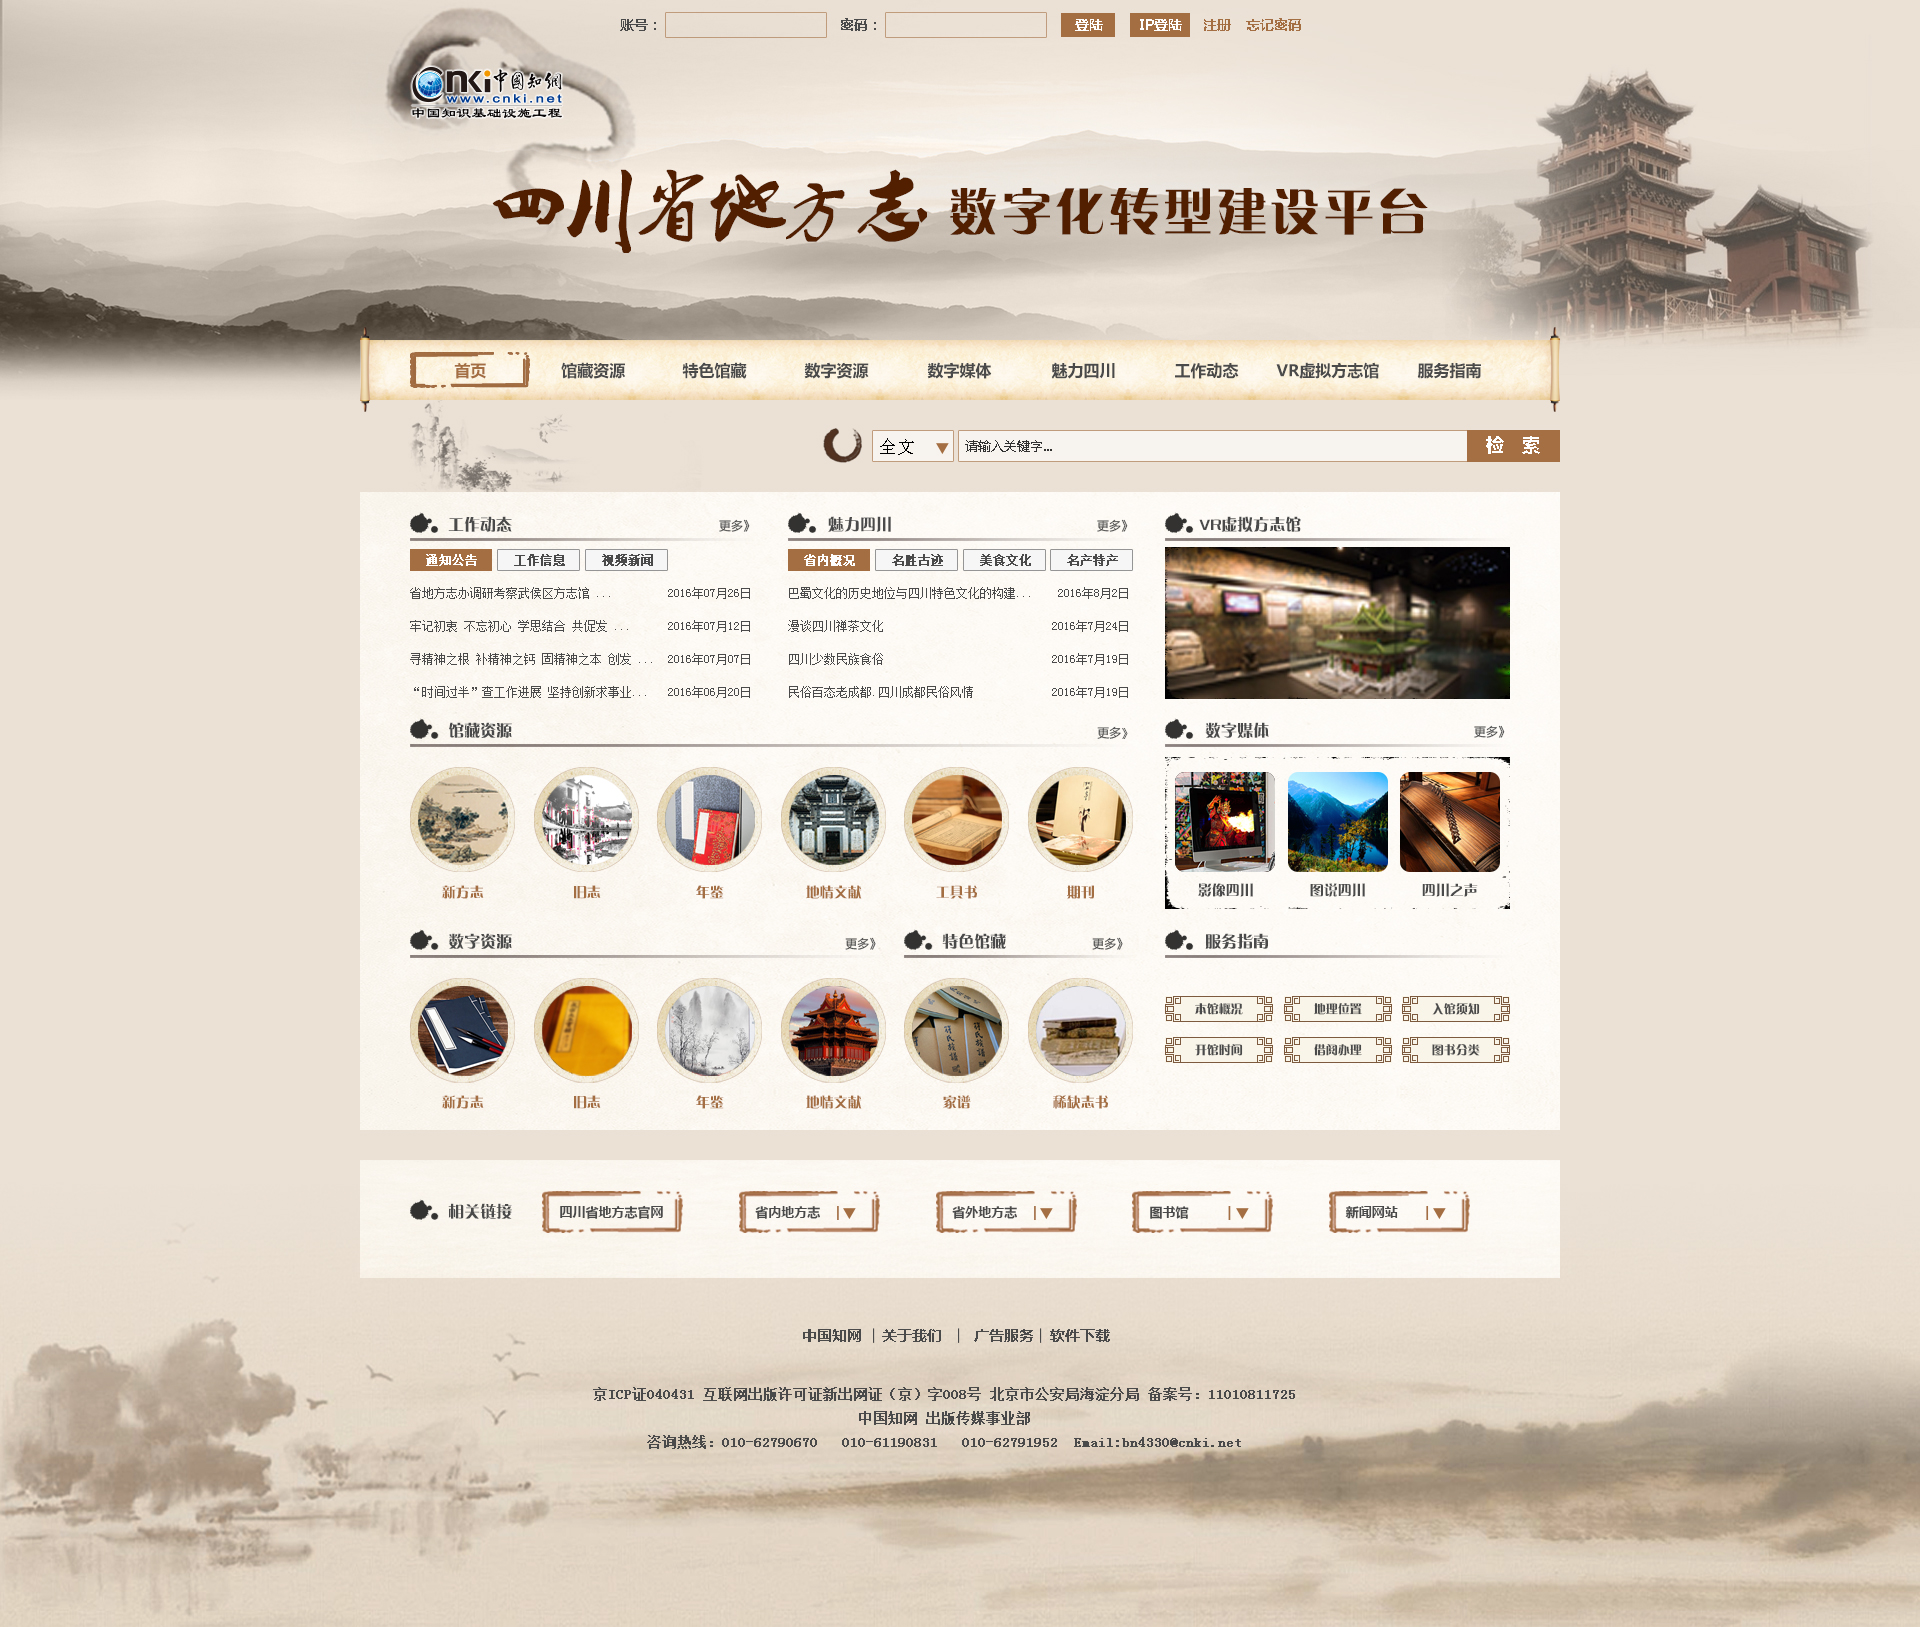 账号：
密码：
登陆
IP登陆
注册
忘记密码
cnki中国知网
www.cnki.net
中国知识基础设施工程
四川省地方志 数字化转型建设平台
首页 馆藏资源 特色馆藏 数字资源 数字媒体 魅力四川 工作动态 VR虚拟方志馆 服务指南
全文 ▼ 请输入关键字... 检 索
工作动态 更多》
通知公告 工作信息 视频新闻
省地方志办调研考察武侯区方志馆 ... 2016年07月26日
牢记初衷 不忘初心 学思结合 共促发 ... 2016年07月12日
寻精神之根 补精神之钙 固精神之本 创发 ... 2016年07月07日
“时间过半”查工作进展 坚持创新求事业... 2016年06月20日
魅力四川 更多》
省内概况 名胜古迹 美食文化 名产特产
巴蜀文化的历史地位与四川特色文化的构建... 2016年8月2日
漫谈四川禅茶文化 2016年7月24日
四川少数民族食俗 2016年7月19日
民俗百态老成都.四川成都民俗风情 2016年7月19日
VR虚拟方志馆
馆藏资源 更多》
新方志 旧志 年鉴 地情文献 工具书 期刊
数字媒体 更多》
影像四川 图说四川 四川之声
数字资源 更多》
新方志 旧志 年鉴 地情文献
特色馆藏 更多》
家谱 稀缺志书
服务指南
本馆概况 地理位置 入馆须知
开馆时间 借阅办理 图书分类
相关链接 四川省地方志官网 省内地方志 |▼ 省外地方志 |▼ 图书馆 |▼ 新闻网站 |▼
中国知网 | 关于我们 | 广告服务 | 软件下载
京ICP证040431 互联网出版许可证新出网证（京）字008号 北京市公安局海淀分局 备案号：11010811725
中国知网 出版传媒事业部
咨询热线：010-62790670 010-61190831 010-62791952 Email:bn4330@cnki.net